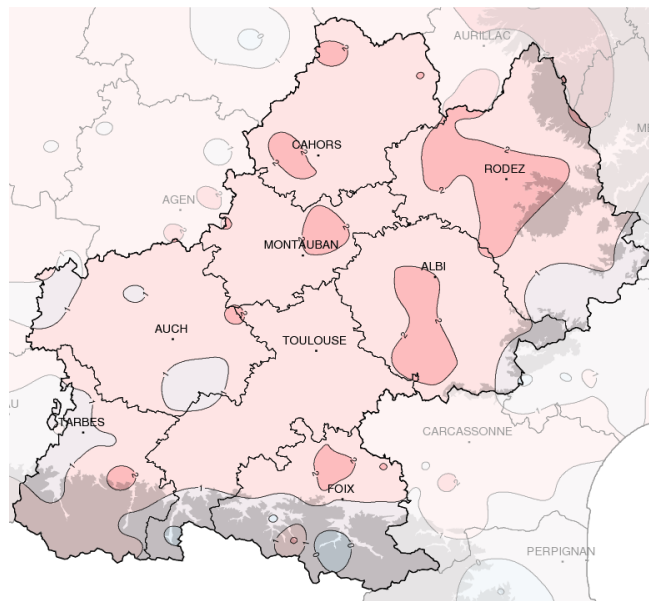 AURILLAC
CAHORS
RODEZ
AGEN
MONTAUBAN
ALBI
AUCH
TOULOUSE
TARBES
CARCASSONNE
FOIX
PERPIGNAN